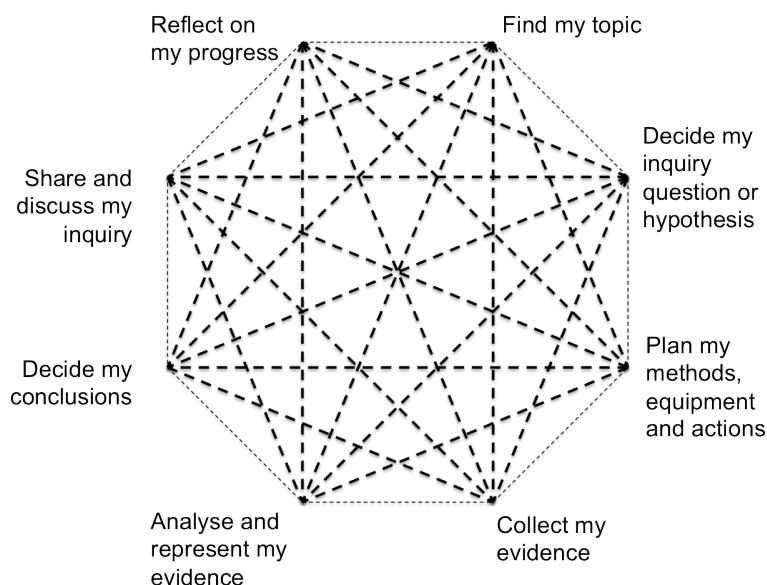 Reflect on
my progress
Find my topic
Decide my
inquiry
question or
hypothesis
Share and
discuss my
inquiry
Plan my
methods,
equipment
and actions
Decide my
conclusions
Analyse and
represent my
evidence
Collect my
evidence